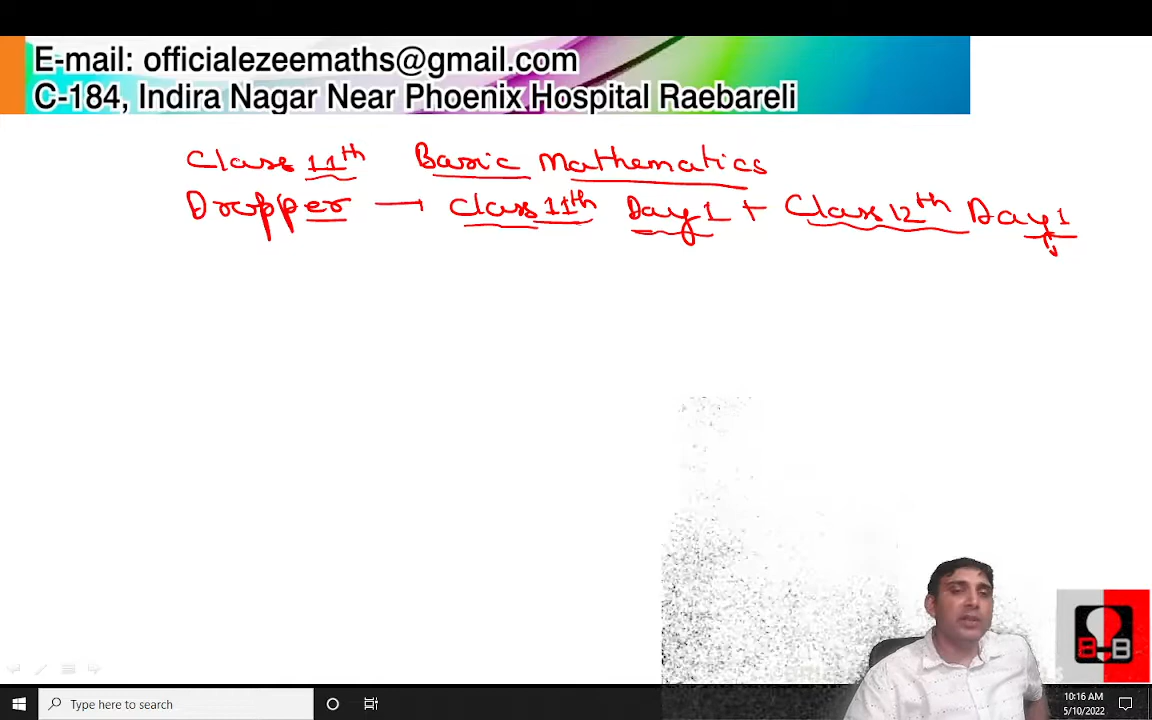 E-mail: officialezeemaths@gmail.com
C-184, Indira Nagar Near Phoenix Hospital Raebareli
Class 11th Basic Mathematics
Dropper → Class 11th Day 1 + Class 12th Day 1
B B
Type here to search
10:16 AM
5/10/2022